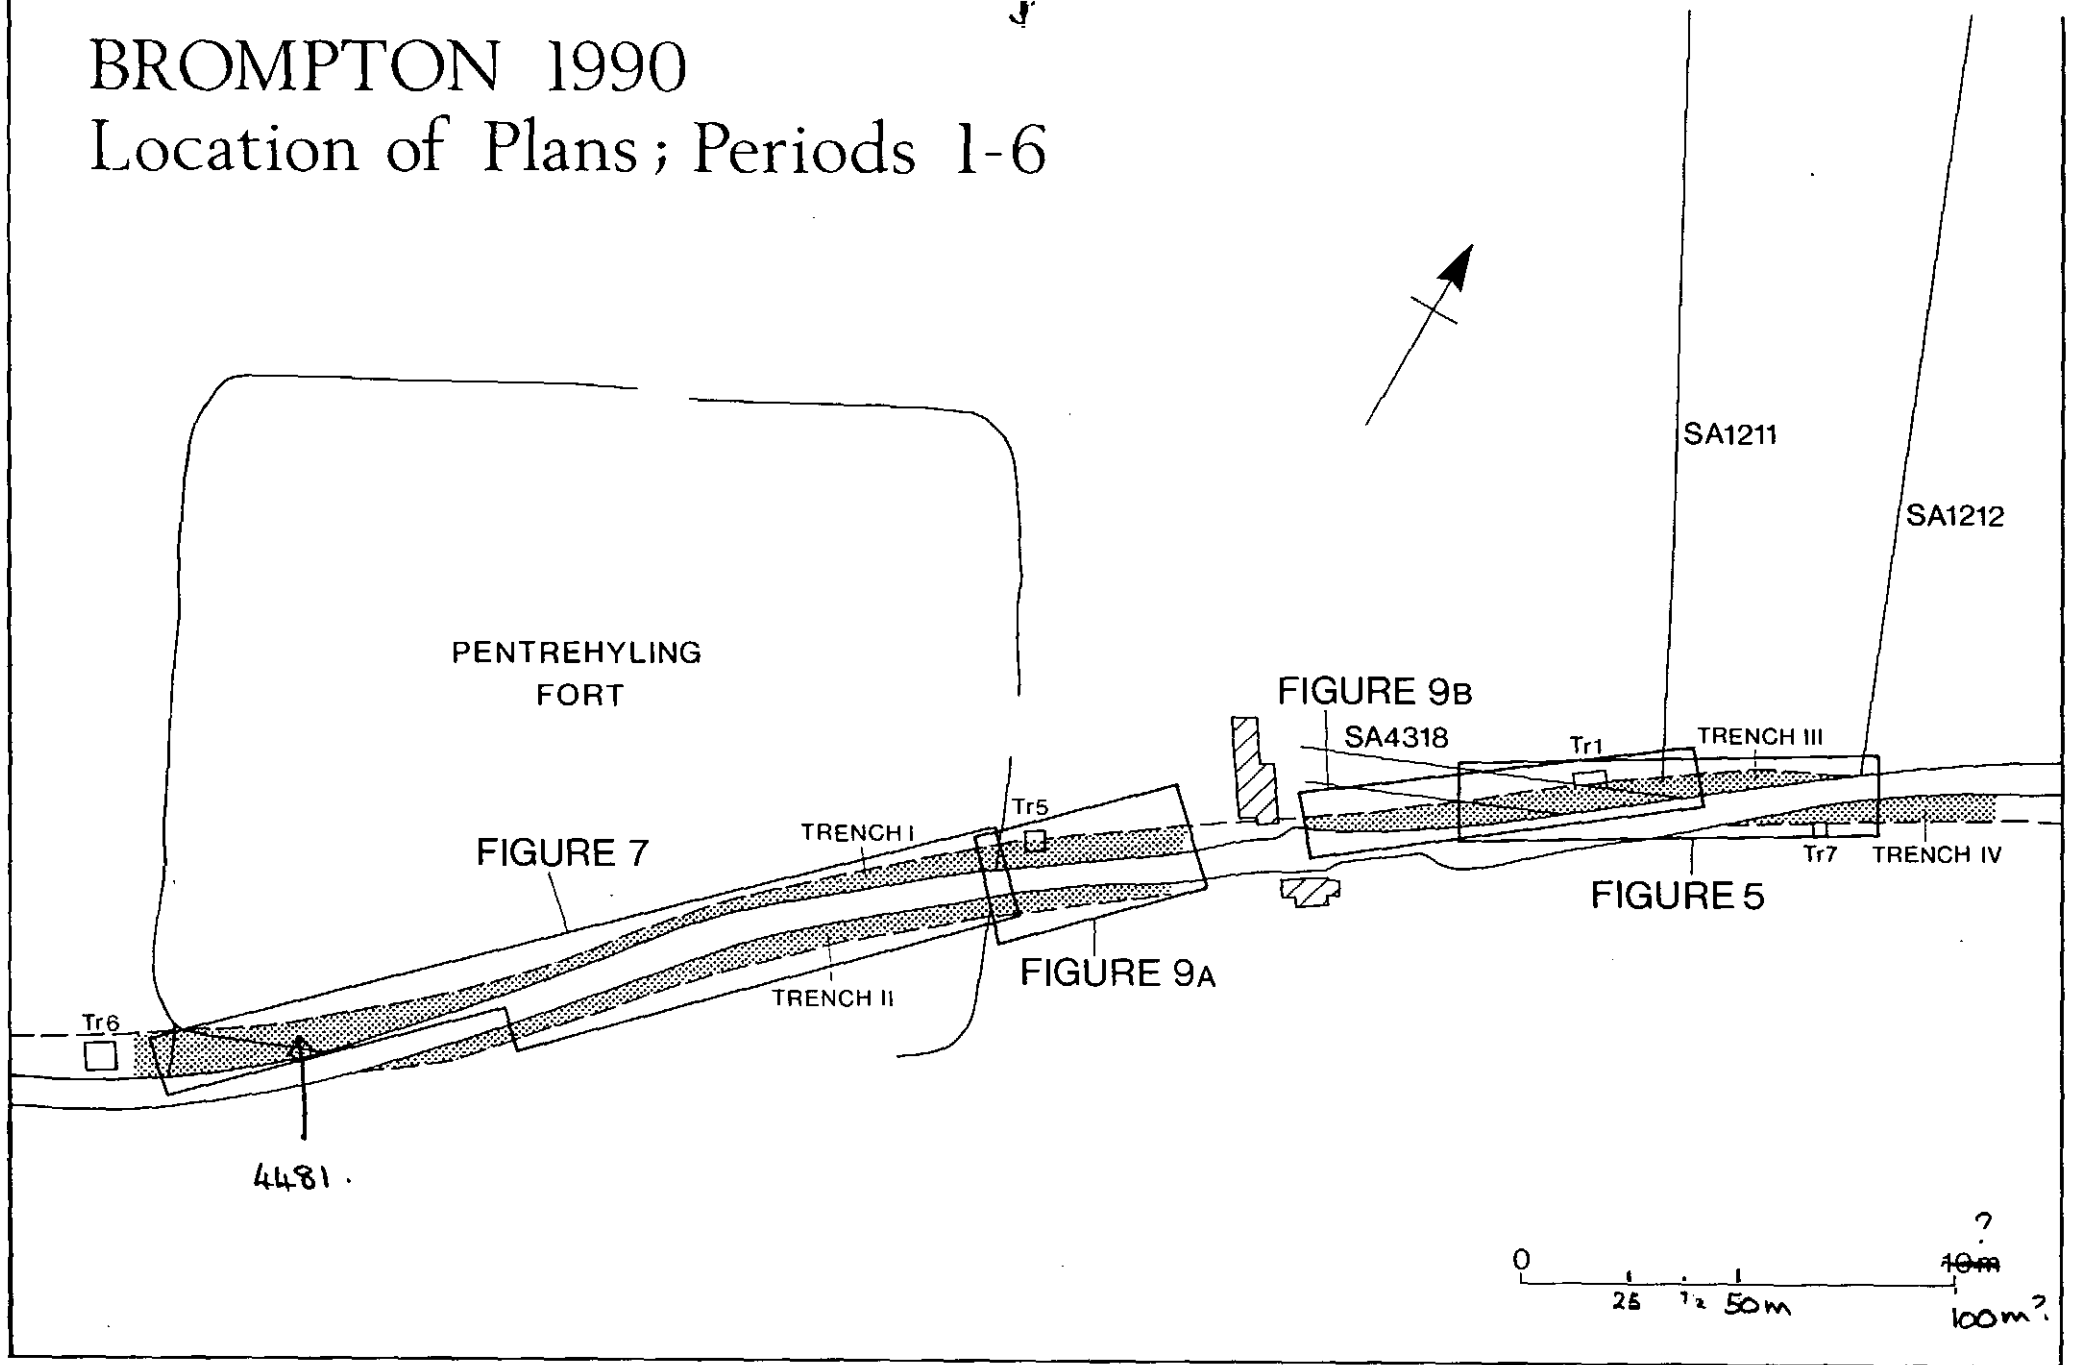 BROMPTON 1990
Location of Plans; Periods 1-6
SA1211
SA1212
PENTREHYLING
FORT
FIGURE 9B
SA4318
Tr1
TRENCH III
Tr5
TRENCH I
FIGURE 7
Tr7
TRENCH IV
FIGURE 5
FIGURE 9A
TRENCH II
Tr6
4481.
?
0
10m
25
50m
100m?